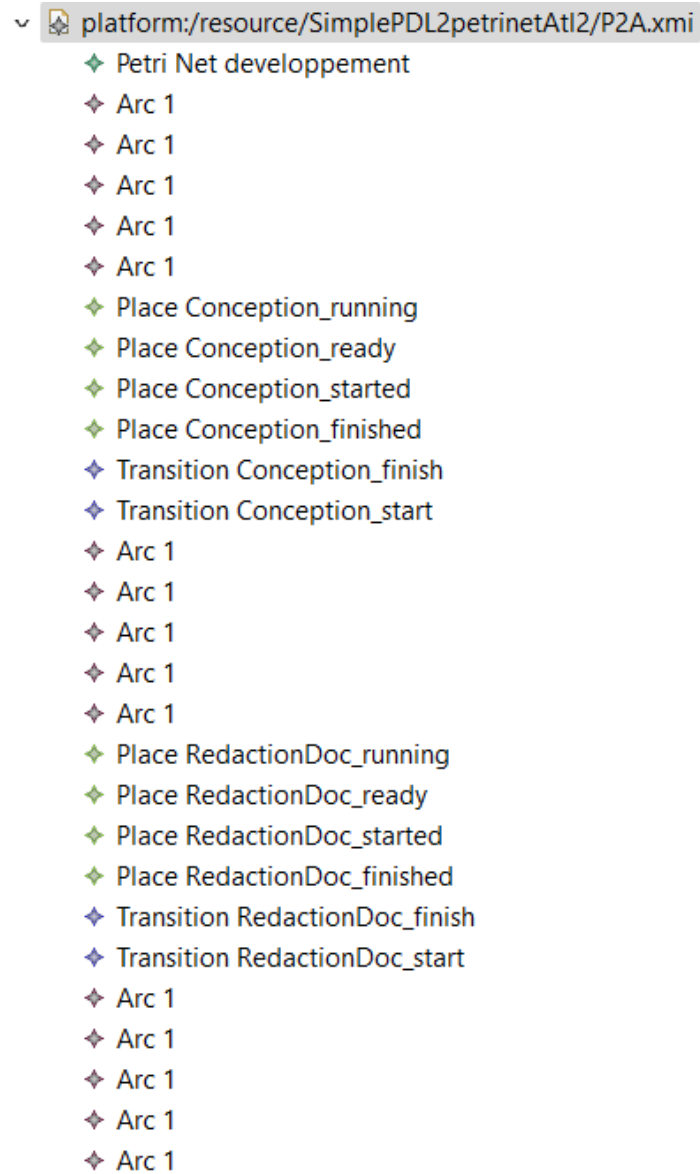 platform:/resource/SimplePDL2petrinetAtl2/P2A.xmi
Petri Net developpement
Arc 1
Arc 1
Arc 1
Arc 1
Arc 1
Place Conception_running
Place Conception_ready
Place Conception_started
Place Conception_finished
Transition Conception_finish
Transition Conception_start
Arc 1
Arc 1
Arc 1
Arc 1
Arc 1
Place RedactionDoc_running
Place RedactionDoc_ready
Place RedactionDoc_started
Place RedactionDoc_finished
Transition RedactionDoc_finish
Transition RedactionDoc_start
Arc 1
Arc 1
Arc 1
Arc 1
Arc 1